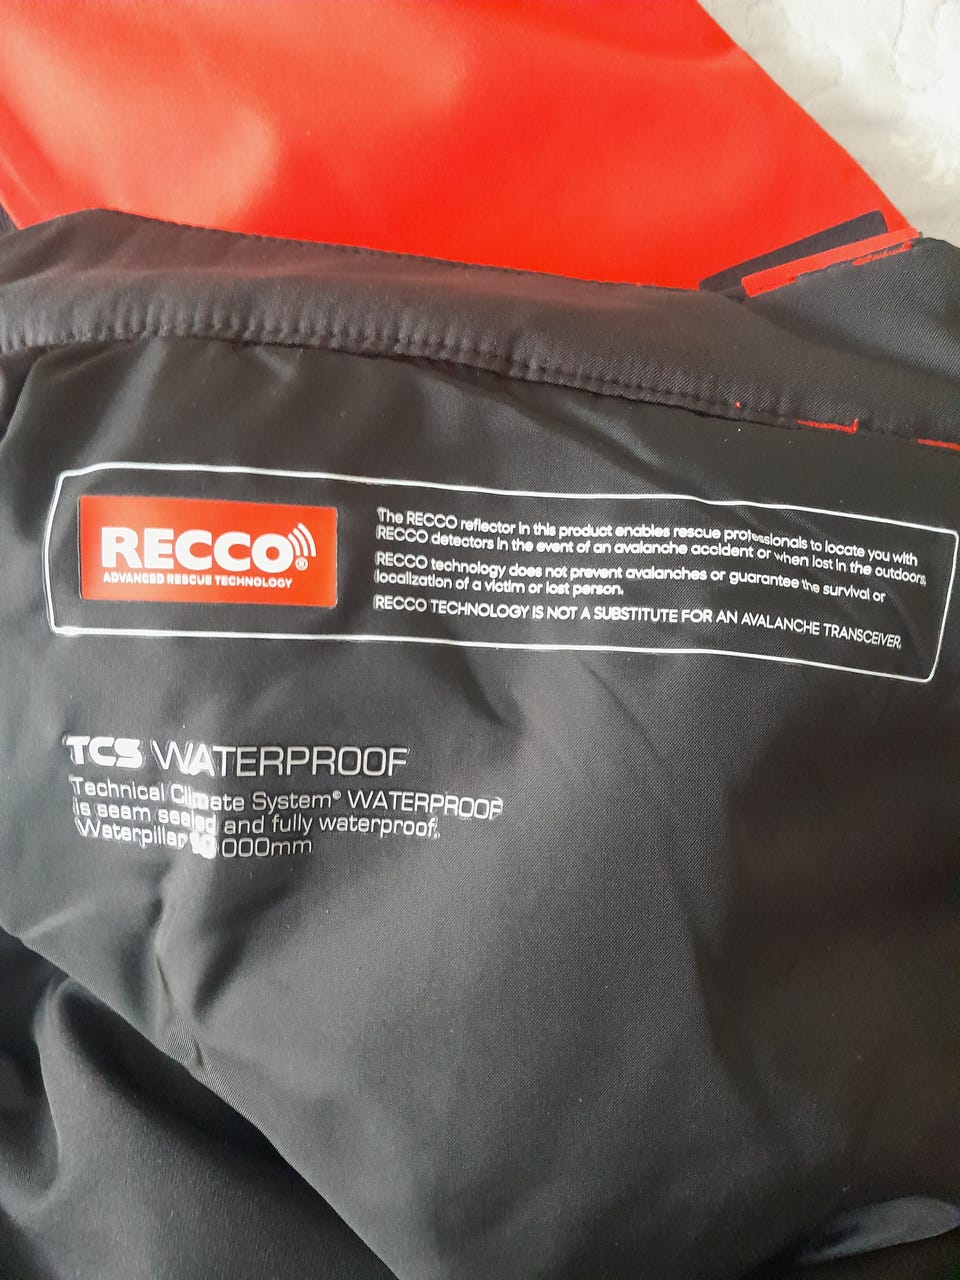 RECCO®
ADVANCED RESCUE TECHNOLOGY
The RECCO reflector in this product enables rescue professionals to locate you with
RECCO detectors in the event of an avalanche accident or when lost in the outdoors.
RECCO technology does not prevent avalanches or guarantee the survival or
localization of a victim or lost person.
RECCO TECHNOLOGY IS NOT A SUBSTITUTE FOR AN AVALANCHE TRANSCEIVER.
TCS WATERPROOF
Technical Climate System® WATERPROOF
is seam sealed and fully waterproof.
Waterpillar 10 000mm